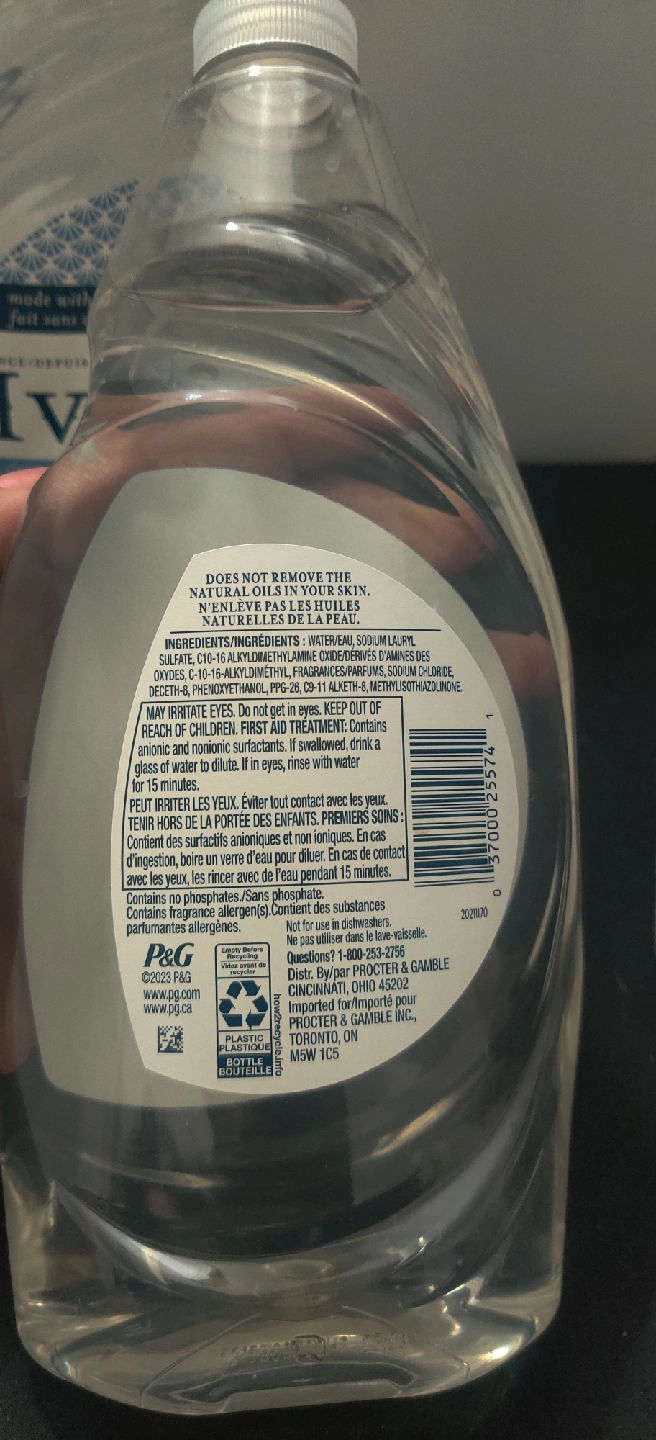 made with
fait sans
Iv
DOES NOT REMOVE THE
NATURAL OILS IN YOUR SKIN.
N'ENLÈVE PAS LES HUILES
NATURELLES DE LA PEAU.
INGREDIENTS/INGRÉDIENTS : WATER/EAU, SODIUM LAURYL
SULFATE, C10-16 ALKYLDIMETHYLAMINE OXIDE/DÉRIVÉS D'AMINES DES
OXYDES, C-10-16-ALKYLDIMÉTHYL, FRAGRANCES/PARFUMS, SODIUM CHLORIDE,
DECETH-8, PHENOXYETHANOL, PPG-26, C9-11 ALKETH-8, METHYLISOTHIAZOLINONE.
MAY IRRITATE EYES. Do not get in eyes. KEEP OUT OF
REACH OF CHILDREN. FIRST AID TREATMENT: Contains
anionic and nonionic surfactants. If swallowed, drink a
glass of water to dilute. If in eyes, rinse with water
for 15 minutes.
PEUT IRRITER LES YEUX. Éviter tout contact avec les yeux.
TENIR HORS DE LA PORTÉE DES ENFANTS. PREMIERS SOINS :
Contient des surfactifs anioniques et non ioniques. En cas
d'ingestion, boire un verre d'eau pour diluer. En cas de contact
avec les yeux, les rincer avec de l'eau pendant 15 minutes.
0 37000 25574 1
Contains no phosphates./Sans phosphate.
Contains fragrance allergen(s).Contient des substances
parfumantes allergènes.
20211170
Not for use in dishwashers.
Ne pas utiliser dans le lave-vaisselle.
P&G
©2023 P&G
www.pg.com
www.pg.ca
Empty Before
Recycling
Videz avant de
recycler
PLASTIC
PLASTIQUE
BOTTLE
BOUTEILLE
how2recycle.info
Questions? 1-800-253-2756
Distr. By/par PROCTER & GAMBLE
CINCINNATI, OHIO 45202
Imported for/Importé pour
PROCTER & GAMBLE INC.,
TORONTO, ON
M5W 1C5